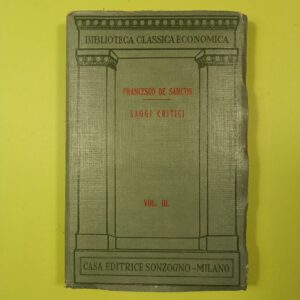 BIBLIOTECA CLASSICA ECONOMICA
FRANCESCO DE SANCTIS
SAGGI CRITICI
VOL. III.
CASA EDITRICE SONZOGNO-MILANO